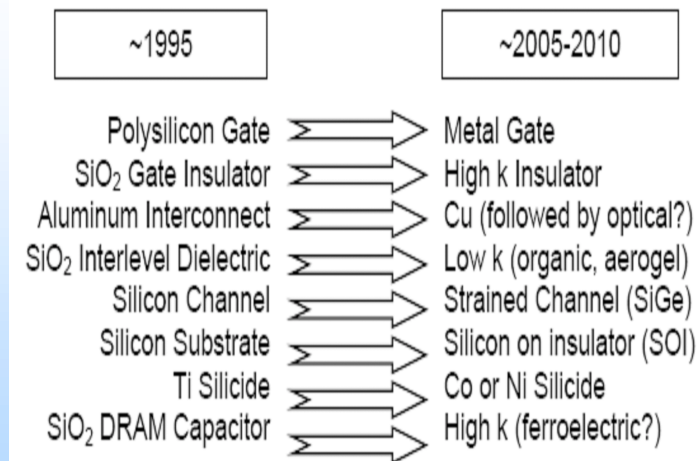 ~1995 ~2005-2010
Polysilicon Gate Metal Gate
SiO₂ Gate Insulator High k Insulator
Aluminum Interconnect Cu (followed by optical?)
SiO₂ Interlevel Dielectric Low k (organic, aerogel)
Silicon Channel Strained Channel (SiGe)
Silicon Substrate Silicon on insulator (SOI)
Ti Silicide Co or Ni Silicide
SiO₂ DRAM Capacitor High k (ferroelectric?)